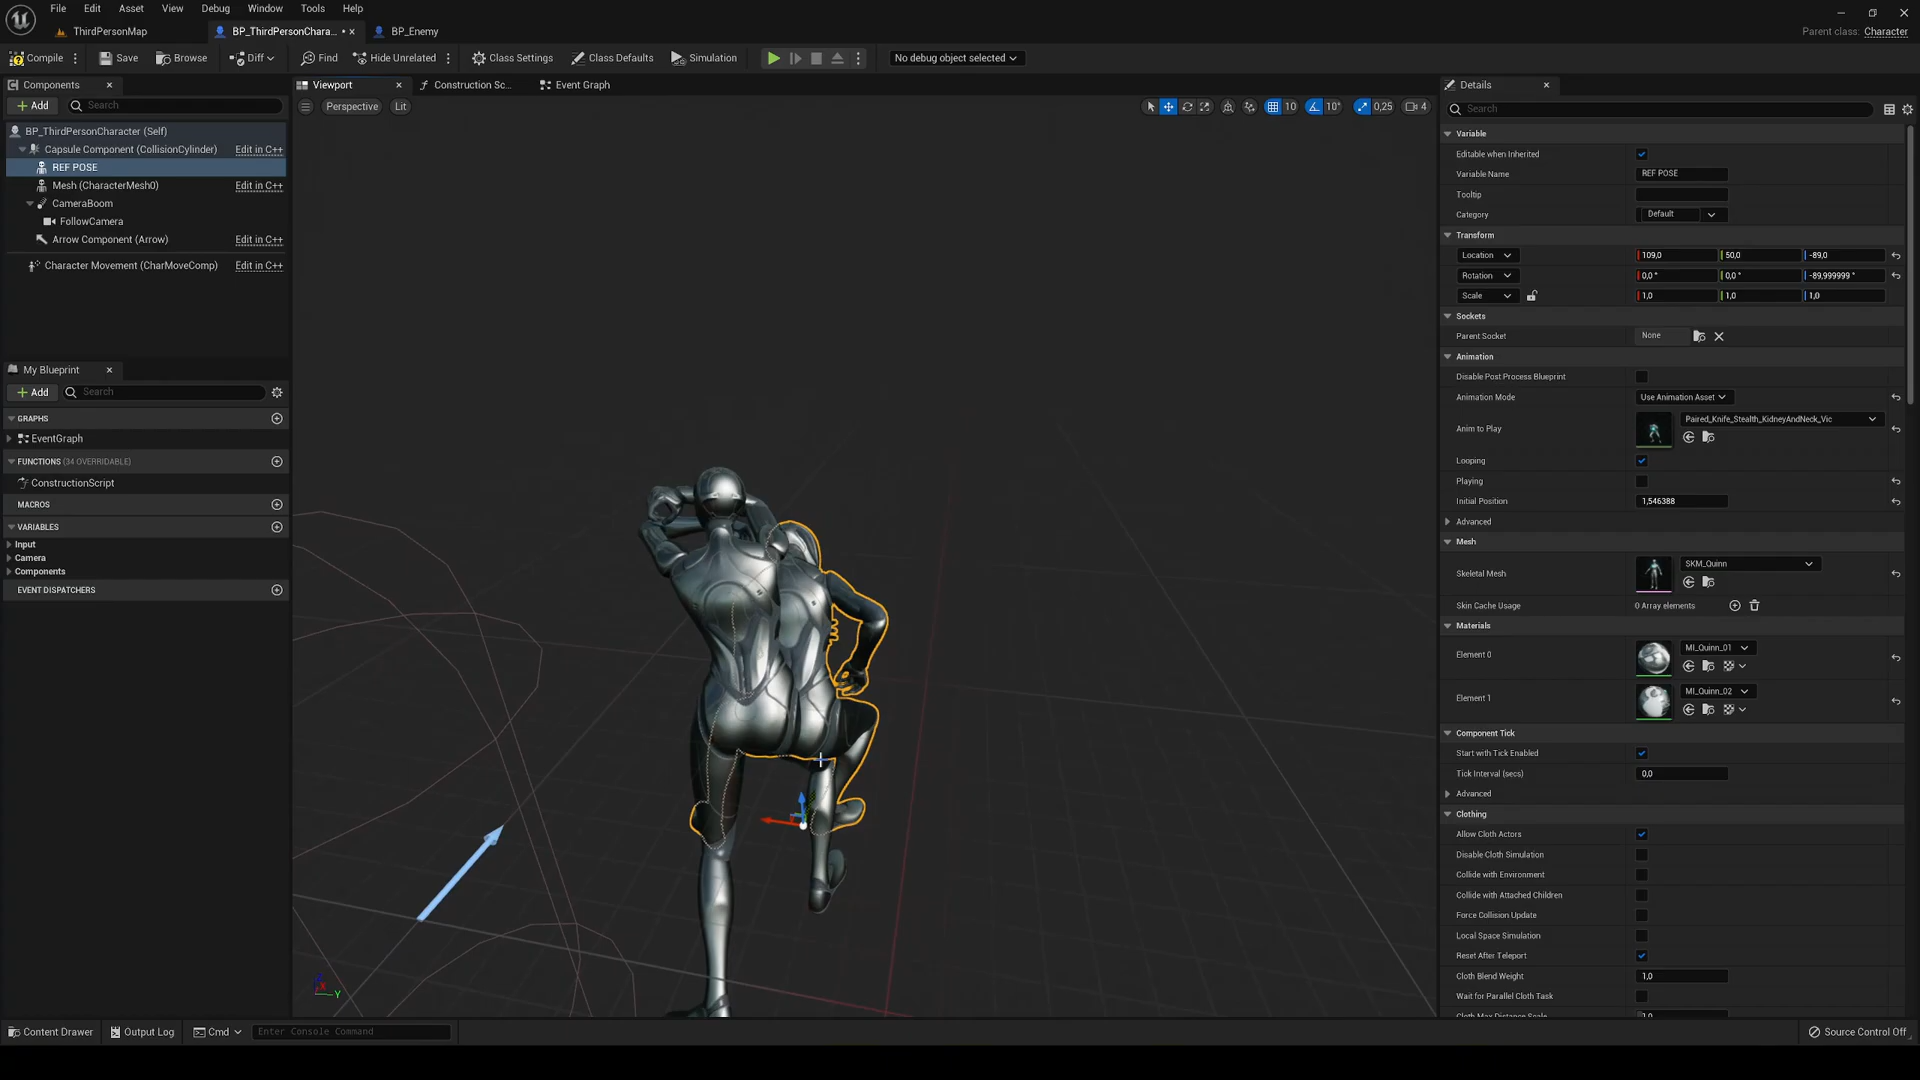 File Edit Asset View Debug Window Tools Help
ThirdPersonMap BP_ThirdPersonChara... BP_Enemy
Parent class: Character
Compile Save Browse Diff Find Hide Unrelated Class Settings Class Defaults Simulation No debug object selected
Components
Add Search
BP_ThirdPersonCharacter (Self)
Capsule Component (CollisionCylinder) Edit in C++
REF POSE
Mesh (CharacterMesh0) Edit in C++
CameraBoom
FollowCamera
Arrow Component (Arrow) Edit in C++
Character Movement (CharMoveComp) Edit in C++
My Blueprint
Add Search
GRAPHS
EventGraph
FUNCTIONS (34 OVERRIDABLE)
ConstructionScript
MACROS
VARIABLES
Input
Camera
Components
EVENT DISPATCHERS
Viewport Construction Sc... Event Graph
Perspective Lit 10 10° 0,25 4
Z X Y
Details
Search
Variable
Editable when Inherited
Variable Name REF POSE
Tooltip
Category Default
Transform
Location 109,0 50,0 -89,0
Rotation 0,0 ° 0,0 ° -89,999999 °
Scale 1,0 1,0 1,0
Sockets
Parent Socket None
Animation
Disable Post Process Blueprint
Animation Mode Use Animation Asset
Anim to Play Paired_Knife_Stealth_KidneyAndNeck_Vic
Looping
Playing
Initial Position 1,546388
Advanced
Mesh
Skeletal Mesh SKM_Quinn
Skin Cache Usage 0 Array elements
Materials
Element 0 MI_Quinn_01
Element 1 MI_Quinn_02
Component Tick
Start with Tick Enabled
Tick Interval (secs) 0,0
Advanced
Clothing
Allow Cloth Actors
Disable Cloth Simulation
Collide with Environment
Collide with Attached Children
Force Collision Update
Local Space Simulation
Reset After Teleport
Cloth Blend Weight 1,0
Wait for Parallel Cloth Task
Cloth Max Distance Scale 1,0
Content Drawer Output Log Cmd Enter Console Command Source Control Off